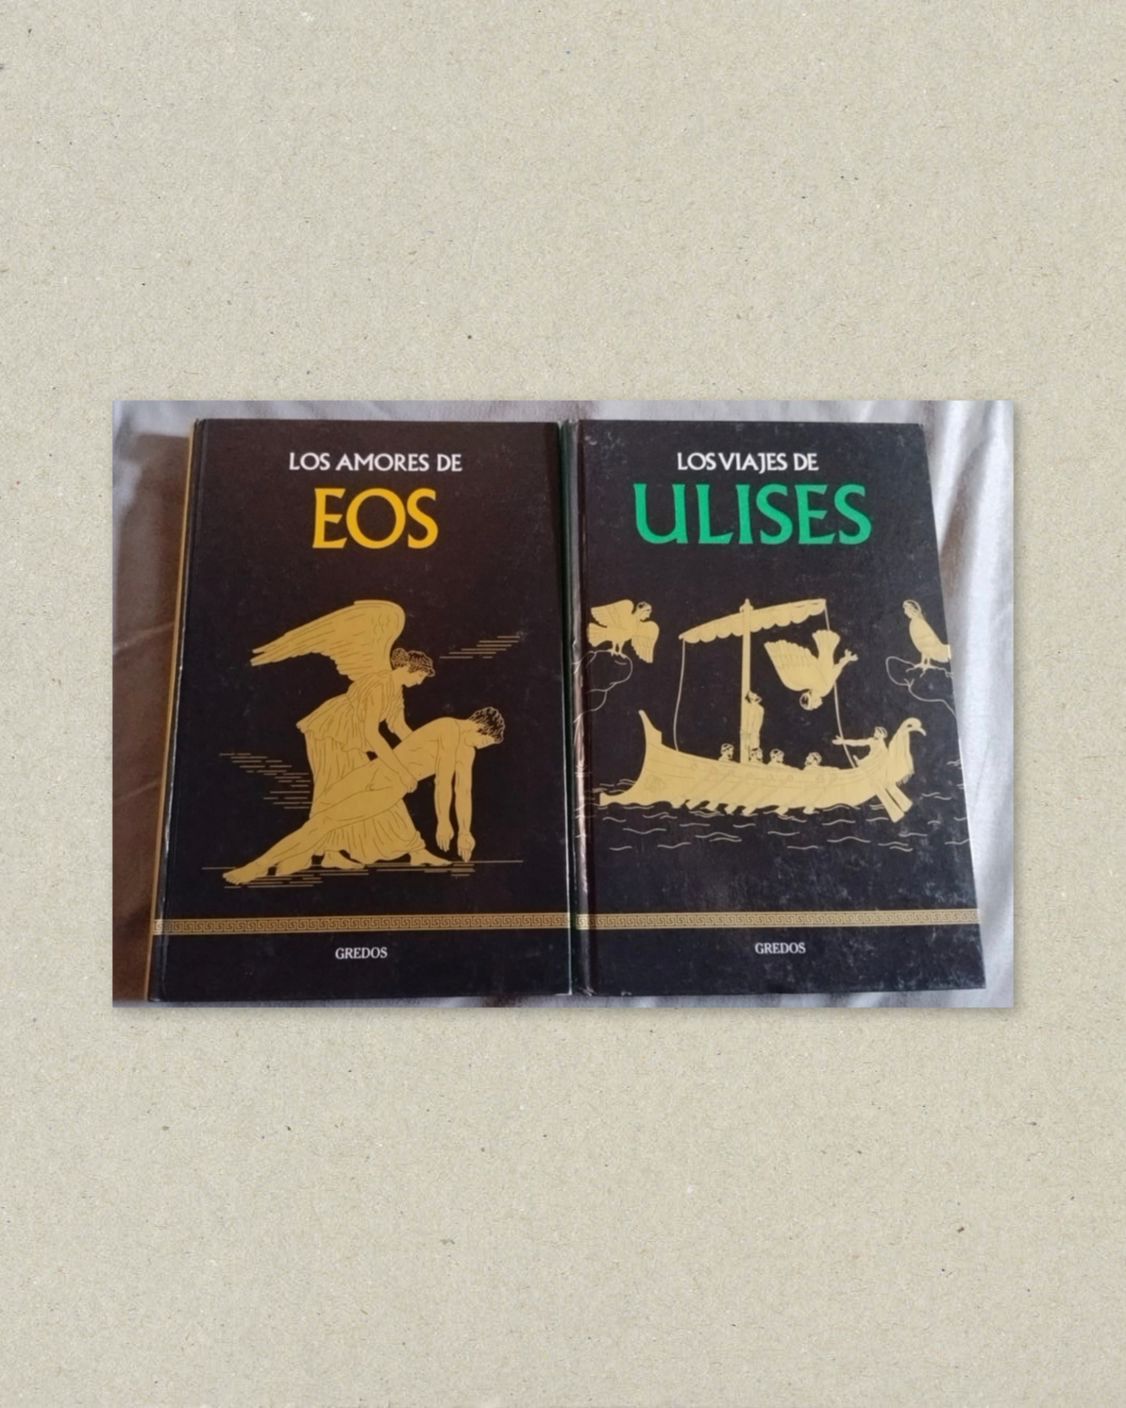 LOS AMORES DE
EOS
GREDOS
LOS VIAJES DE
ULISES
GREDOS